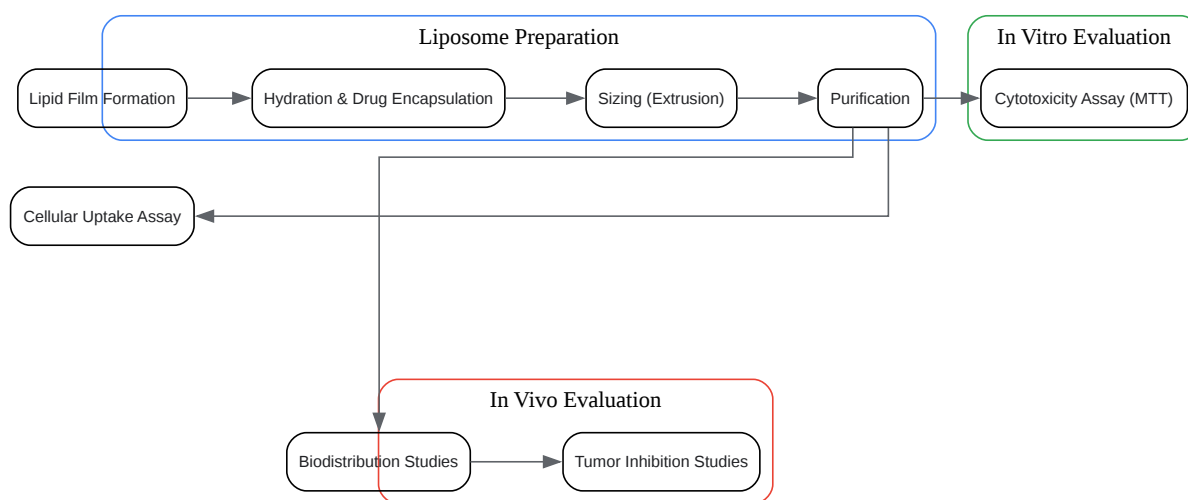 Liposome Preparation
In Vitro Evaluation
Lipid Film Formation
Hydration & Drug Encapsulation
Sizing (Extrusion)
Purification
Cytotoxicity Assay (MTT)
Cellular Uptake Assay
In Vivo Evaluation
Biodistribution Studies
Tumor Inhibition Studies